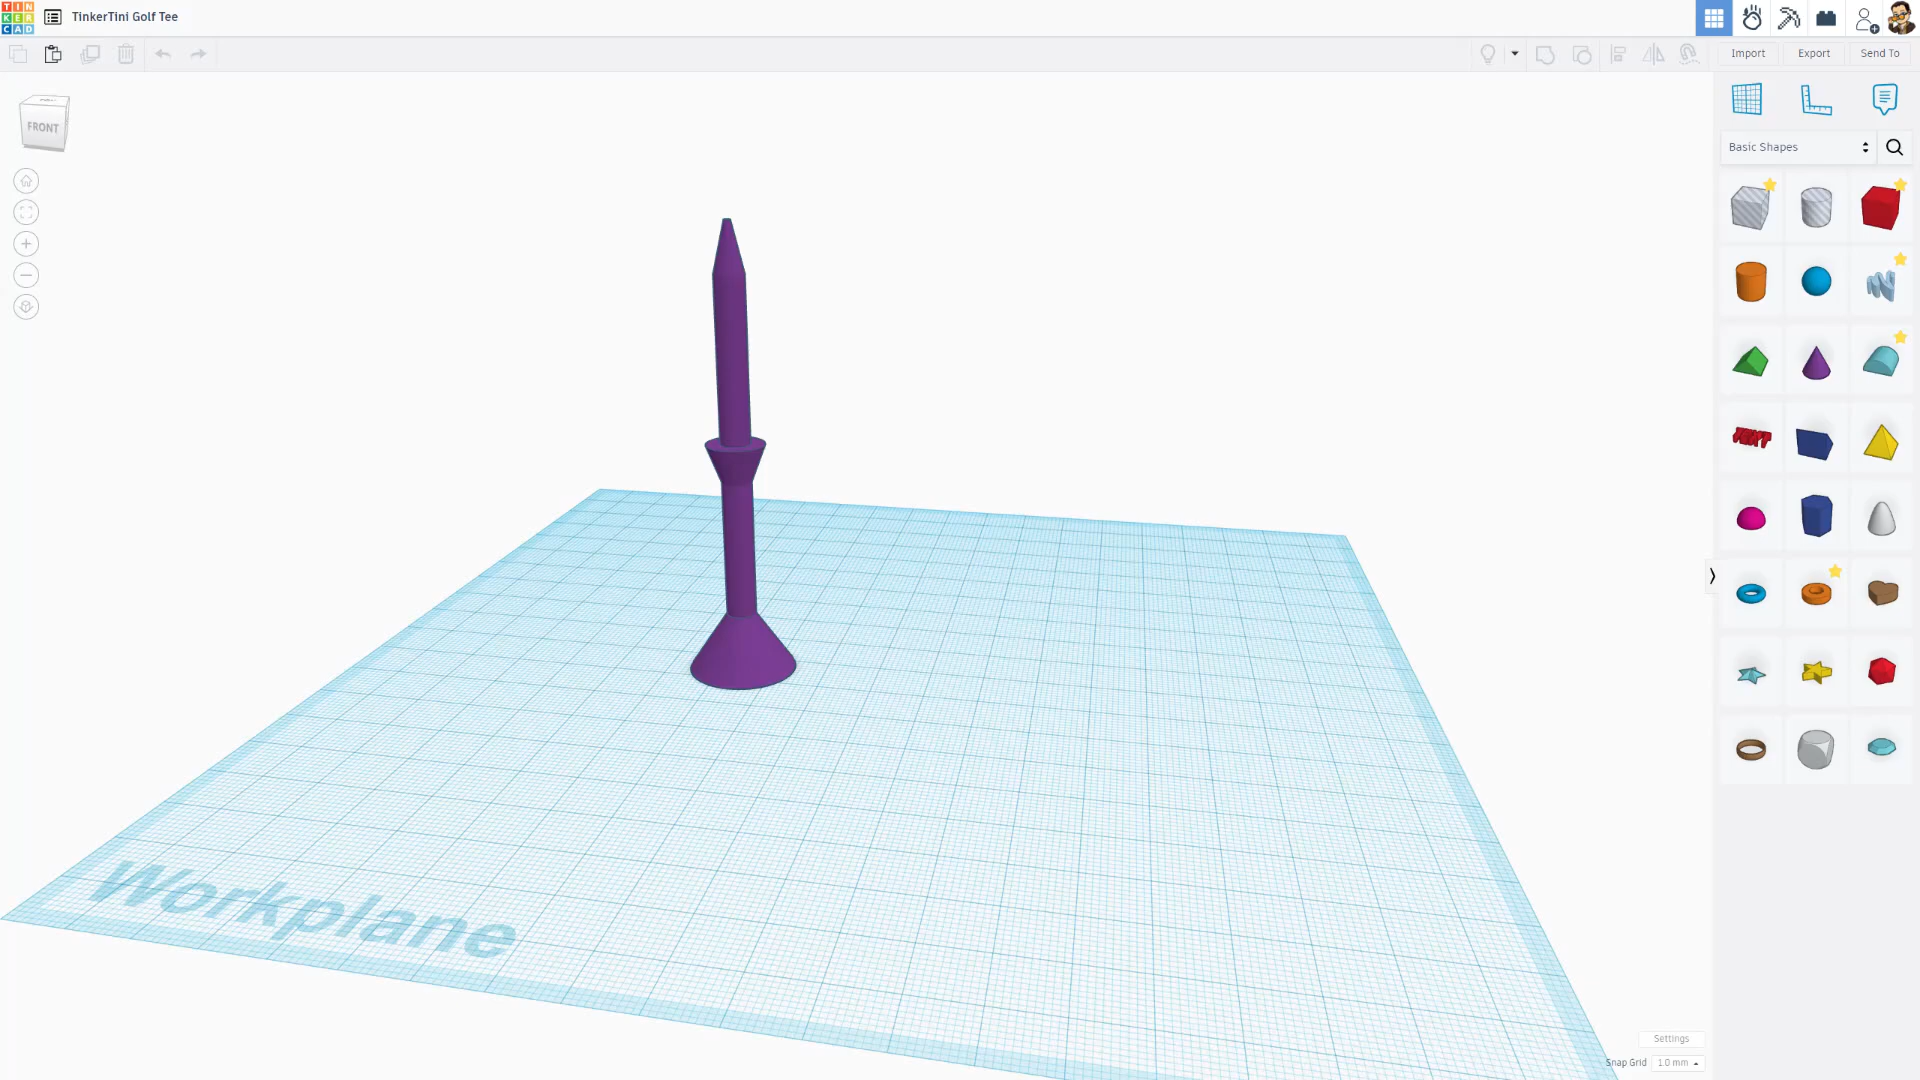 TIN
KER
CAD
TinkerTini Golf Tee
Import
Export
Send To
FRONT
Basic Shapes
TEXT
Workplane
Settings
Snap Grid
1.0 mm